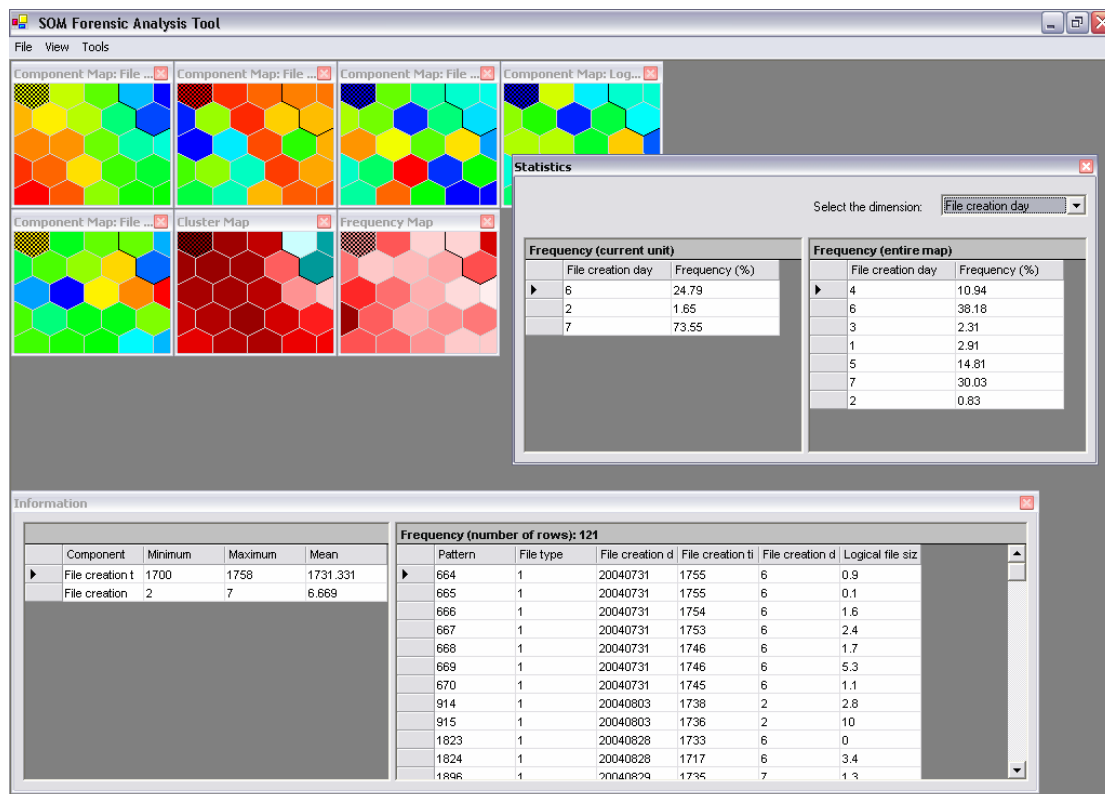 SOM Forensic Analysis Tool
File View Tools
Component Map: File ... Component Map: File ... Component Map: File ... Component Map: Log...
Component Map: File ... Cluster Map Frequency Map
Statistics
Select the dimension: File creation day
Frequency (current unit)
File creation day Frequency (%)
6 24.79
2 1.65
7 73.55
Frequency (entire map)
File creation day Frequency (%)
4 10.94
6 38.18
3 2.31
1 2.91
5 14.81
7 30.03
2 0.83
Information
Component Minimum Maximum Mean
File creation t 1700 1758 1731.331
File creation 2 7 6.669
Frequency (number of rows): 121
Pattern File type File creation d File creation ti File creation d Logical file siz
664 1 20040731 1755 6 0.9
665 1 20040731 1755 6 0.1
666 1 20040731 1754 6 1.6
667 1 20040731 1753 6 2.4
668 1 20040731 1746 6 1.7
669 1 20040731 1746 6 5.3
670 1 20040731 1745 6 1.1
914 1 20040803 1738 2 2.8
915 1 20040803 1736 2 10
1823 1 20040828 1733 6 0
1824 1 20040828 1717 6 3.4
1896 1 20040829 1735 7 1.3